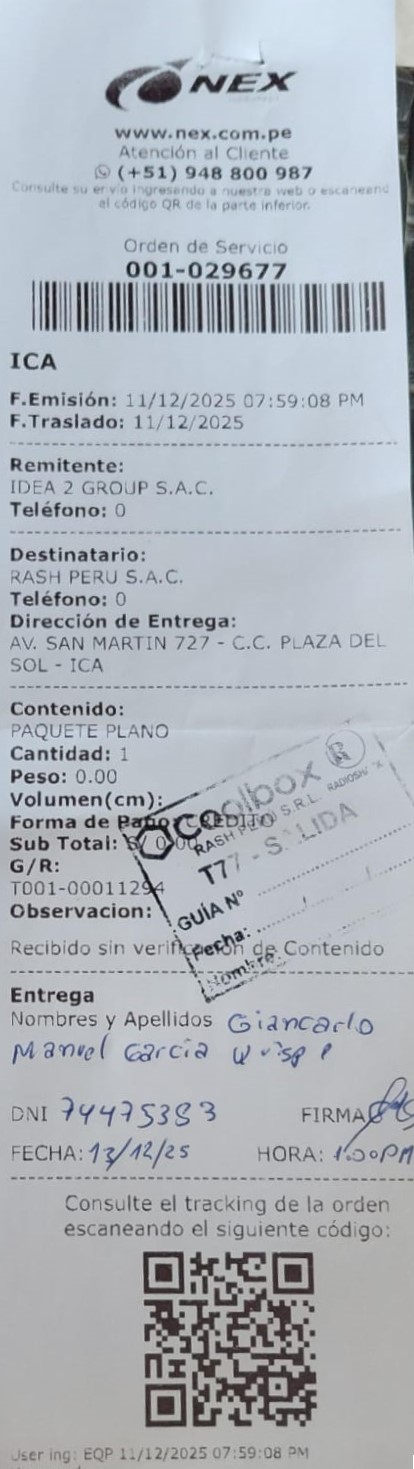 NEX
www.nex.com.pe
Atención al Cliente
(+51) 948 800 987
Consulte su envío ingresando a nuestra web o escaneand
el código QR de la parte inferior.
Orden de Servicio
001-029677
ICA
F.Emisión: 11/12/2025 07:59:08 PM
F.Traslado: 11/12/2025
Remitente:
IDEA 2 GROUP S.A.C.
Teléfono: 0
Destinatario:
RASH PERU S.A.C.
Teléfono: 0
Dirección de Entrega:
AV. SAN MARTIN 727 - C.C. PLAZA DEL
SOL - ICA
Contenido:
PAQUETE PLANO
Cantidad: 1
Peso: 0.00
Volumen(cm):
Forma de Pago: CREDITO
Sub Total: S/ 0.00
G/R:
T001-00011294
Observacion:
coolbox R
RASH PERU S.R.L.
T77 - SALIDA
GUÍA Nº
Fecha:
Nombre:
Recibido sin verificación de Contenido
Entrega
Nombres y Apellidos Giancarlo
Manuel Garcia Quispe
DNI 74475383 FIRMA
FECHA: 13/12/25 HORA: 1:00PM
Consulte el tracking de la orden
escaneando el siguiente código:
User ing: EQP 11/12/2025 07:59:08 PM